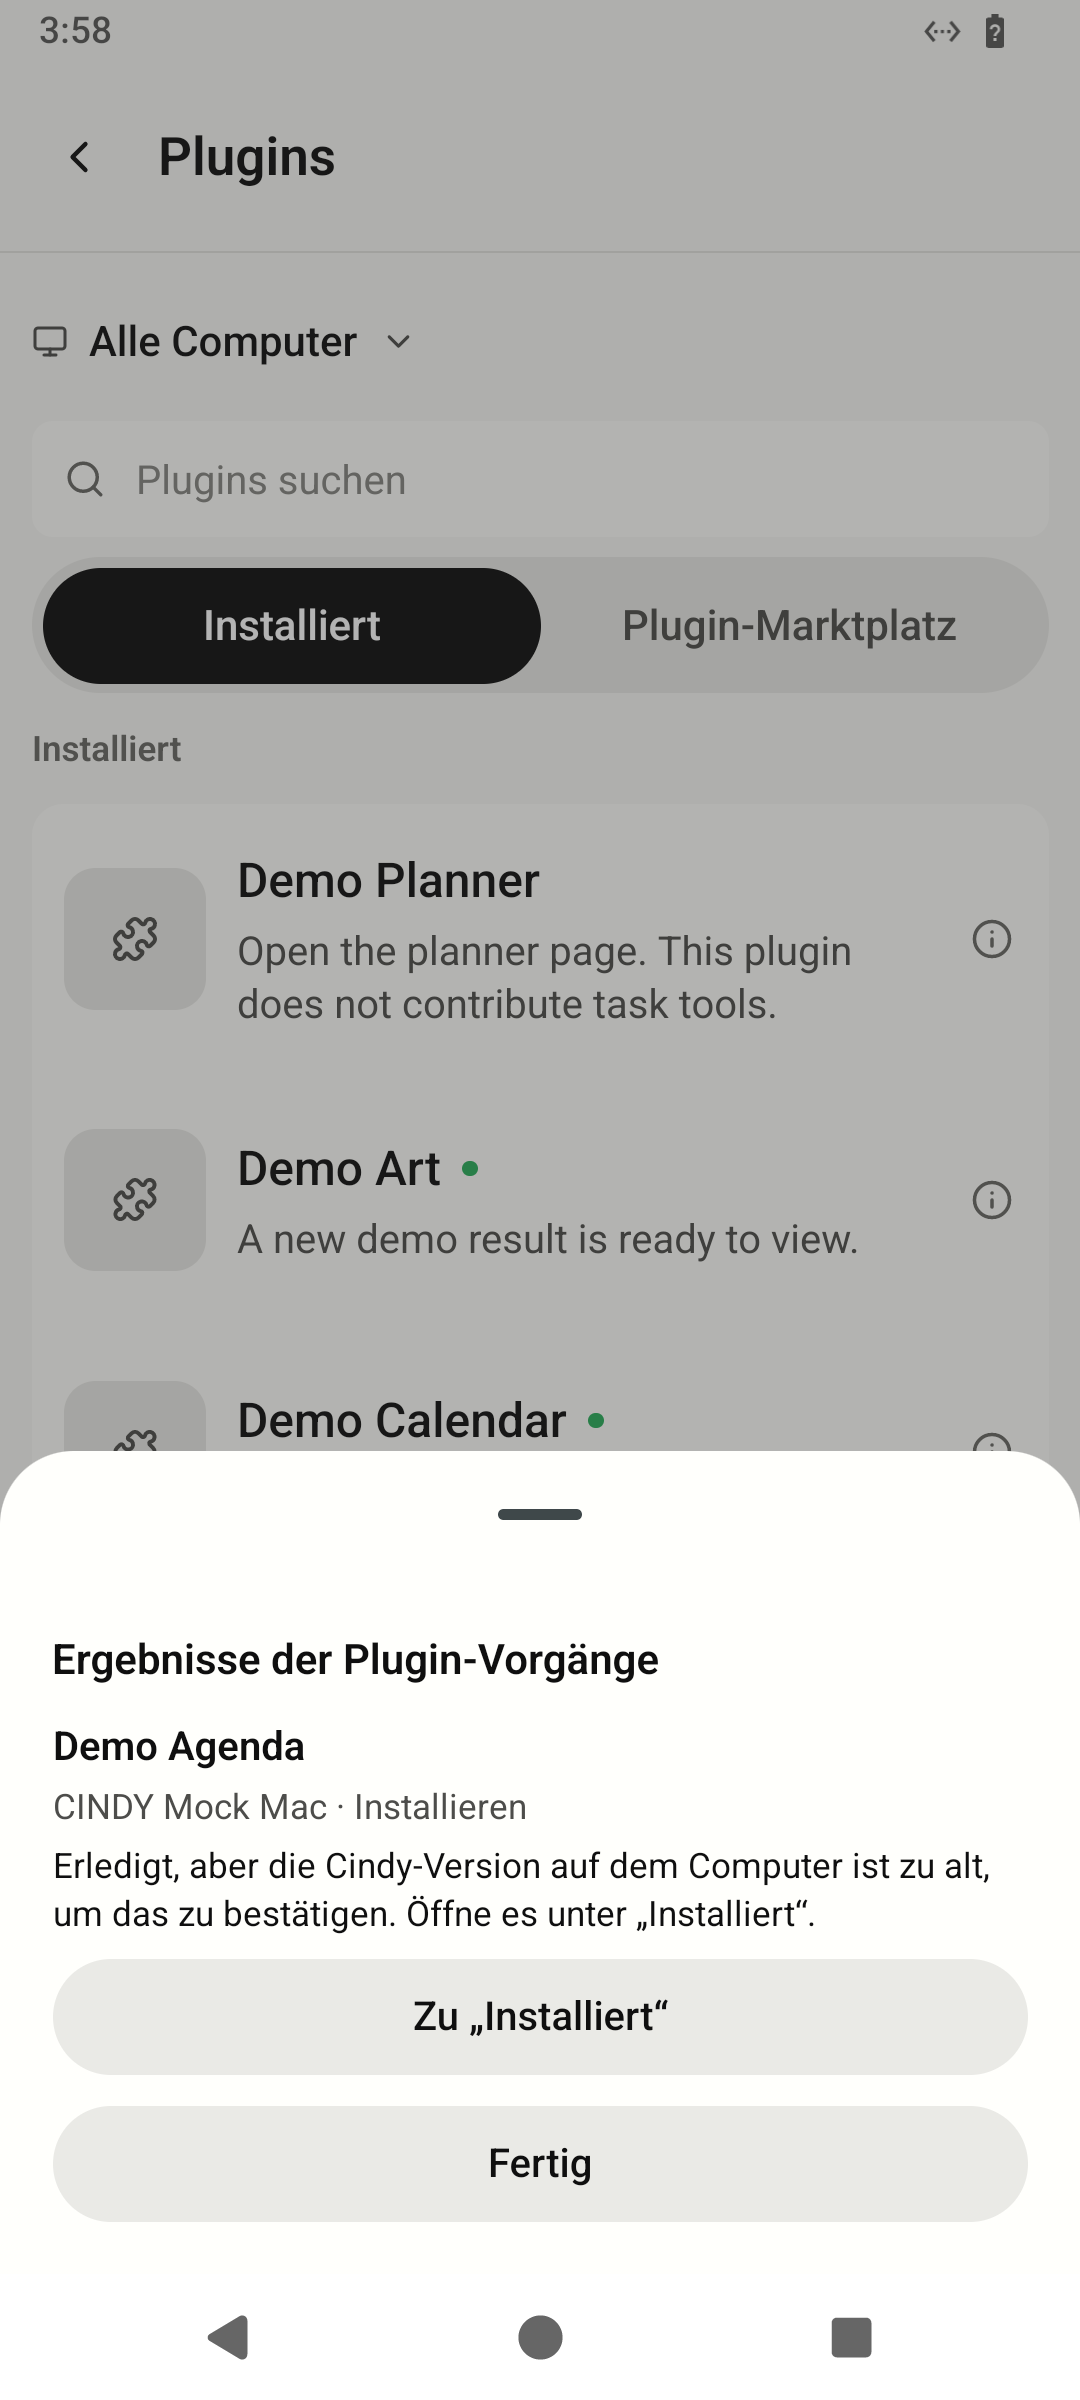 3:58
Plugins
Alle Computer
Plugins suchen
Installiert
Plugin-Marktplatz
Installiert
Demo Planner
Open the planner page. This plugin
does not contribute task tools.
Demo Art
A new demo result is ready to view.
Demo Calendar
Ergebnisse der Plugin-Vorgänge
Demo Agenda
CINDY Mock Mac · Installieren
Erledigt, aber die Cindy-Version auf dem Computer ist zu alt,
um das zu bestätigen. Öffne es unter „Installiert“.
Zu „Installiert“
Fertig